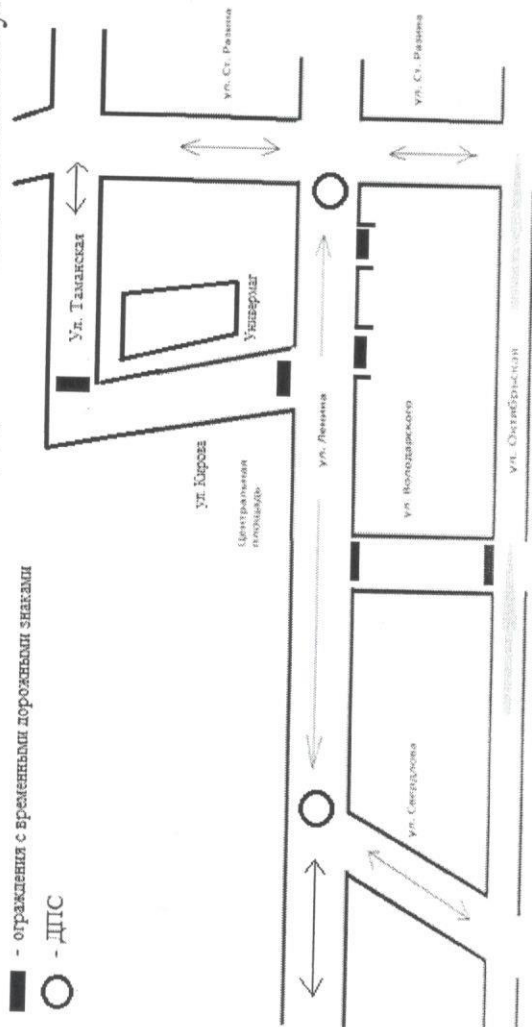 - ограждения с временными дорожными знаками
- ДПС
Ул. Таманская
ул. Ст. Разина
ул. Ст. Разина
Универмаг
ул. Кирова
Центральная
площадь
ул. Ленина
ул. Володарского
ул. Октябрьская
ул. Свердлова